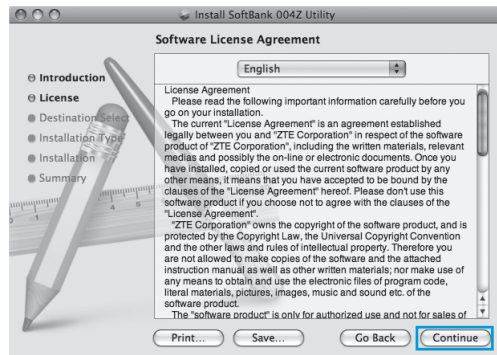 Install SoftBank 004Z Utility
Software License Agreement
English
Introduction
License
Destination Select
Installation Type
Installation
Summary
License Agreement
Please read the following important information carefully before you
go on your installation.
The current "License Agreement" is an agreement established
legally between you and "ZTE Corporation" in respect of the software
product of "ZTE Corporation", including the written materials, relevant
medias and possibly the on-line or electronic documents. Once you
have installed, copied or used the current software product by any
other means, it means that you have accepted to be bound by the
clauses of the "License Agreement" hereof. Please don't use this
software product if you choose not to agree with the clauses of the
"License Agreement".
"ZTE Corporation" owns the copyright of the software product, and is
protected by the Copyright Law, the Universal Copyright Convention
and the other laws and rules of intellectual property. Therefore you
are not allowed to make copies of the software and the attached
instruction manual as well as other written materials; nor make use of
any means to obtain and use the electronic files of program code,
literal materials, pictures, images, music and sound etc. of the
software product.
The "software product" is only for authorized use and not for sales of
4 5
Print... Save... Go Back Continue